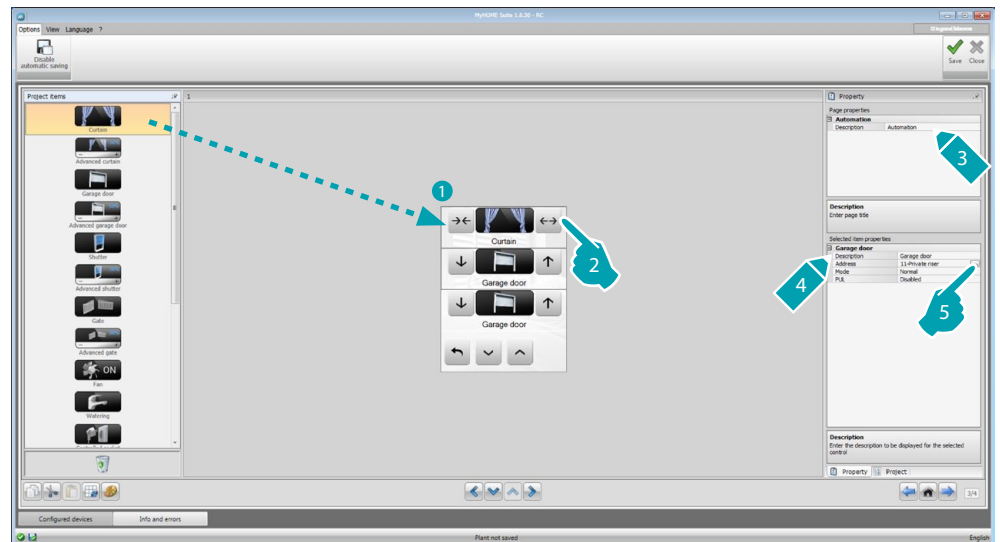 MyHOME Suite 1.0.20 - RC
Options View Language ?
Disable
automatic saving
Save Close
Project items
1
Property
Curtain
Advanced curtain
Garage door
Advanced garage door
Shutter
Advanced shutter
Gate
Advanced gate
ON
Fan
Watering
1
Curtain
Garage door
Garage door
2
Page properties
Automation
Description Automation
3
Description
Enter page title
Selected item properties
Garage door
Description Garage door
Address 11-Private riser
Mode Normal
PUL Disabled
4
5
Description
Enter the description to be displayed for the selected
control
Property Project
3/4
Configured devices Info and errors
Plant not saved
English